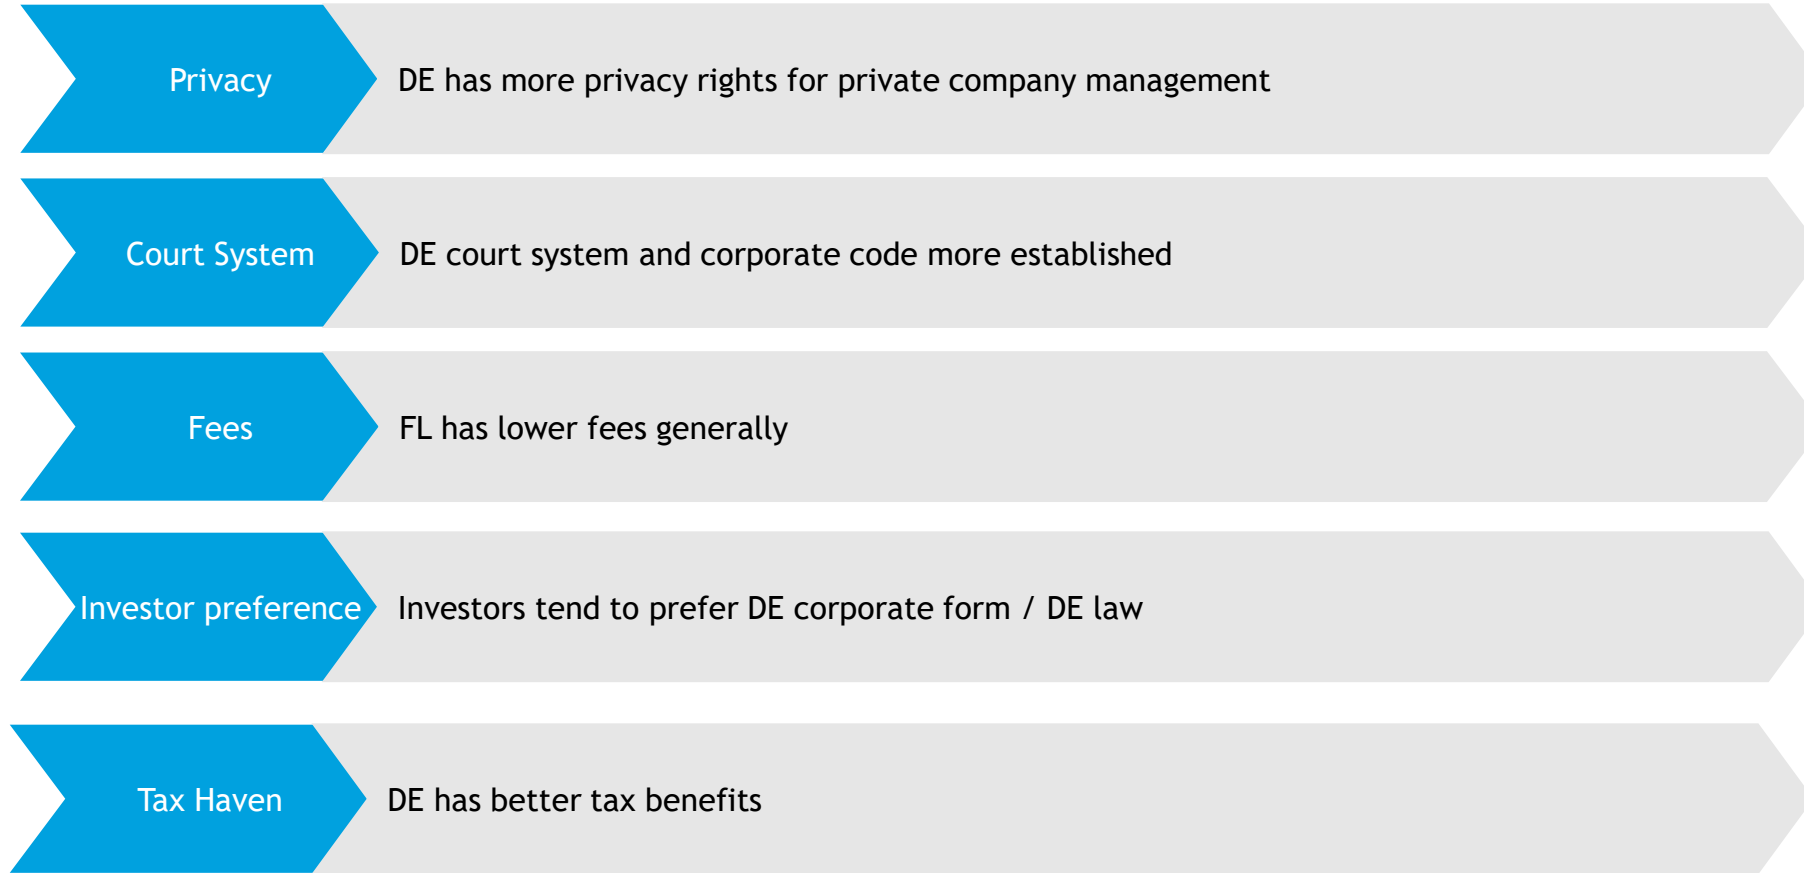 Privacy
DE has more privacy rights for private company management
Court System
DE court system and corporate code more established
Fees
FL has lower fees generally
Investor preference
Investors tend to prefer DE corporate form / DE law
Tax Haven
DE has better tax benefits